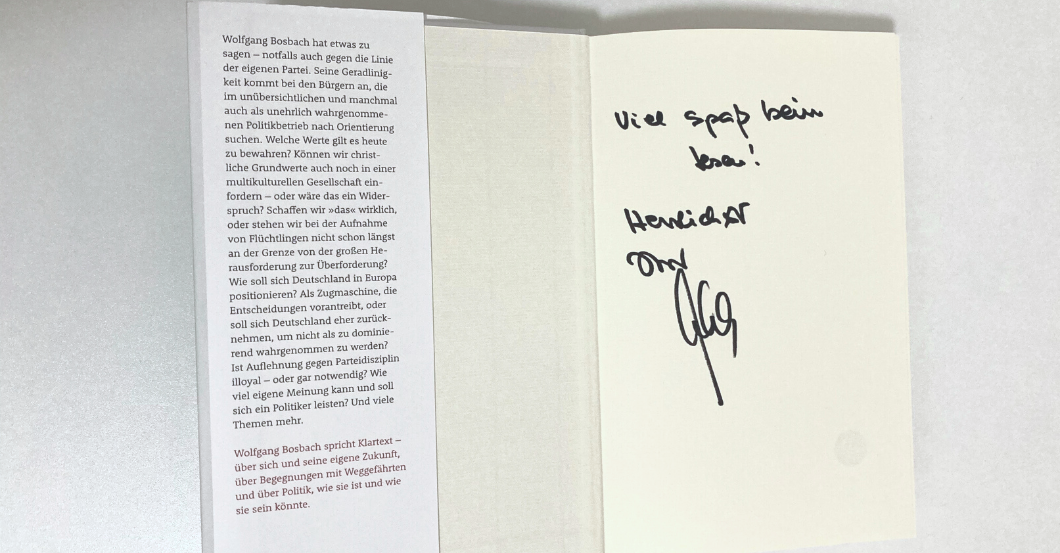 Wolfgang Bosbach hat etwas zu
sagen – notfalls auch gegen die Linie
der eigenen Partei. Seine Geradlinig-
keit kommt bei den Bürgern an, die
im unübersichtlichen und manchmal
auch als unehrlich wahrgenomme-
nen Politikbetrieb nach Orientierung
suchen. Welche Werte gilt es heute
zu bewahren? Können wir christ-
liche Grundwerte auch noch in einer
multikulturellen Gesellschaft ein-
fordern – oder wäre das ein Wider-
spruch? Schaffen wir »das« wirklich,
oder stehen wir bei der Aufnahme
von Flüchtlingen nicht schon längst
an der Grenze von der großen He-
rausforderung zur Überforderung?
Wie soll sich Deutschland in Europa
positionieren? Als Zugmaschine, die
Entscheidungen vorantreibt, oder
soll sich Deutschland eher zurück-
nehmen, um nicht als zu dominie-
rend wahrgenommen zu werden?
Ist Auflehnung gegen Parteidisziplin
illoyal – oder gar notwendig? Wie
viel eigene Meinung kann und soll
sich ein Politiker leisten? Und viele
Themen mehr.
Wolfgang Bosbach spricht Klartext –
über sich und seine eigene Zukunft,
über Begegnungen mit Weggefährten
und über Politik, wie sie ist und wie
sie sein könnte.
Viel Spaß beim
Lesen!
Herzlichst